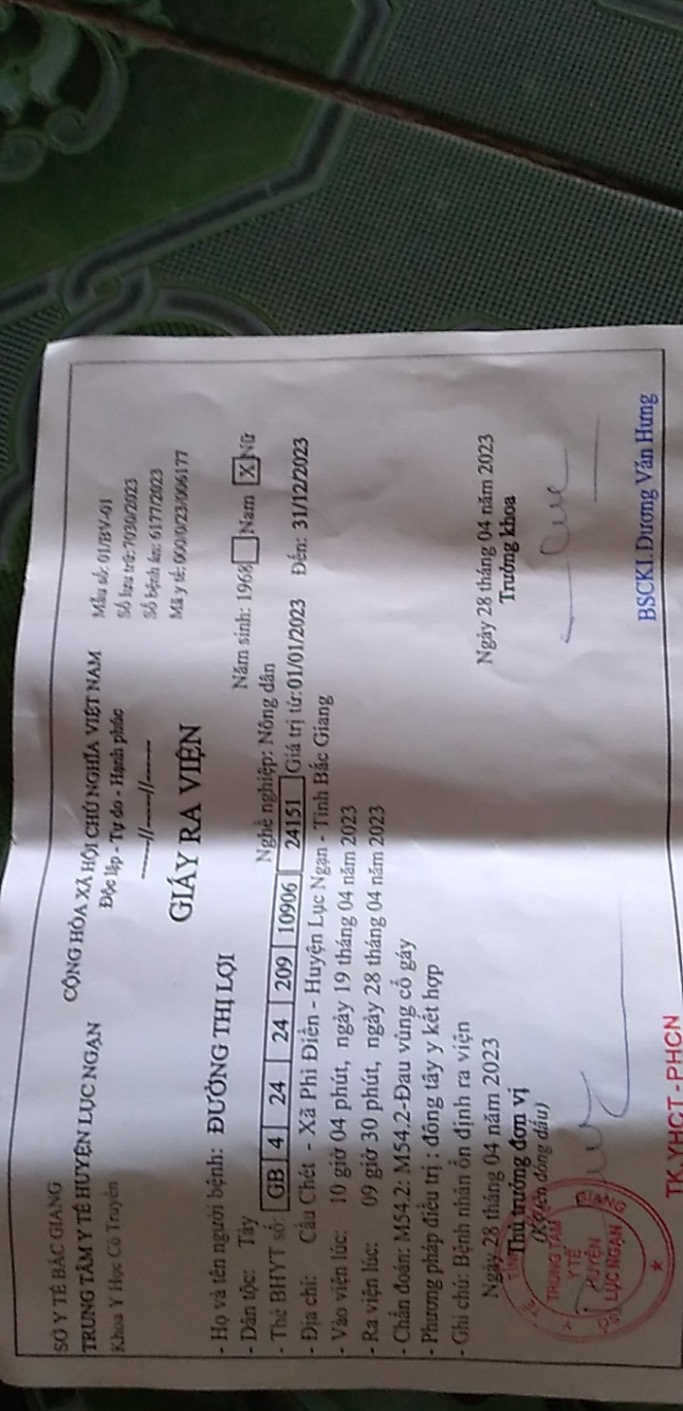 SỞ Y TẾ BẮC GIANG
TRUNG TÂM Y TẾ HUYỆN LỤC NGẠN
Khoa Y Học Cổ Truyền
CỘNG HÒA XÃ HỘI CHỦ NGHĨA VIỆT NAM
Độc lập - Tự do - Hạnh phúc
-----//-----//------
Mẫu số: 01/BV-01
Số lưu trữ: 7030/2023
Số bệnh án: 6177/2023
Mã y tế: 000/0/23/006177
GIẤY RA VIỆN
- Họ và tên người bệnh: ĐƯỜNG THỊ LỢI Năm sinh: 1968 Nam X Nữ
- Dân tộc: Tày Nghề nghiệp: Nông dân
- Thẻ BHYT số: GB 4 24 24 209 10906 24151 Giá trị từ:01/01/2023 Đến: 31/12/2023
- Địa chỉ: Cầu Chét - Xã Phì Điền - Huyện Lục Ngạn - Tỉnh Bắc Giang
- Vào viện lúc: 10 giờ 04 phút, ngày 19 tháng 04 năm 2023
- Ra viện lúc: 09 giờ 30 phút, ngày 28 tháng 04 năm 2023
- Chẩn đoán: M54.2: M54.2-Đau vùng cổ gáy
- Phương pháp điều trị : đông tây y kết hợp
- Ghi chú: Bệnh nhân ổn định ra viện
Ngày 28 tháng 04 năm 2023
Thủ trưởng đơn vị
(Ký tên đóng dấu)
TRUNG TÂM
Y TẾ
HUYỆN
LỤC NGẠN
Ngày 28 tháng 04 năm 2023
Trưởng khoa
TK.YHCT - PHCN
BSCKI.Dương Văn Hưng